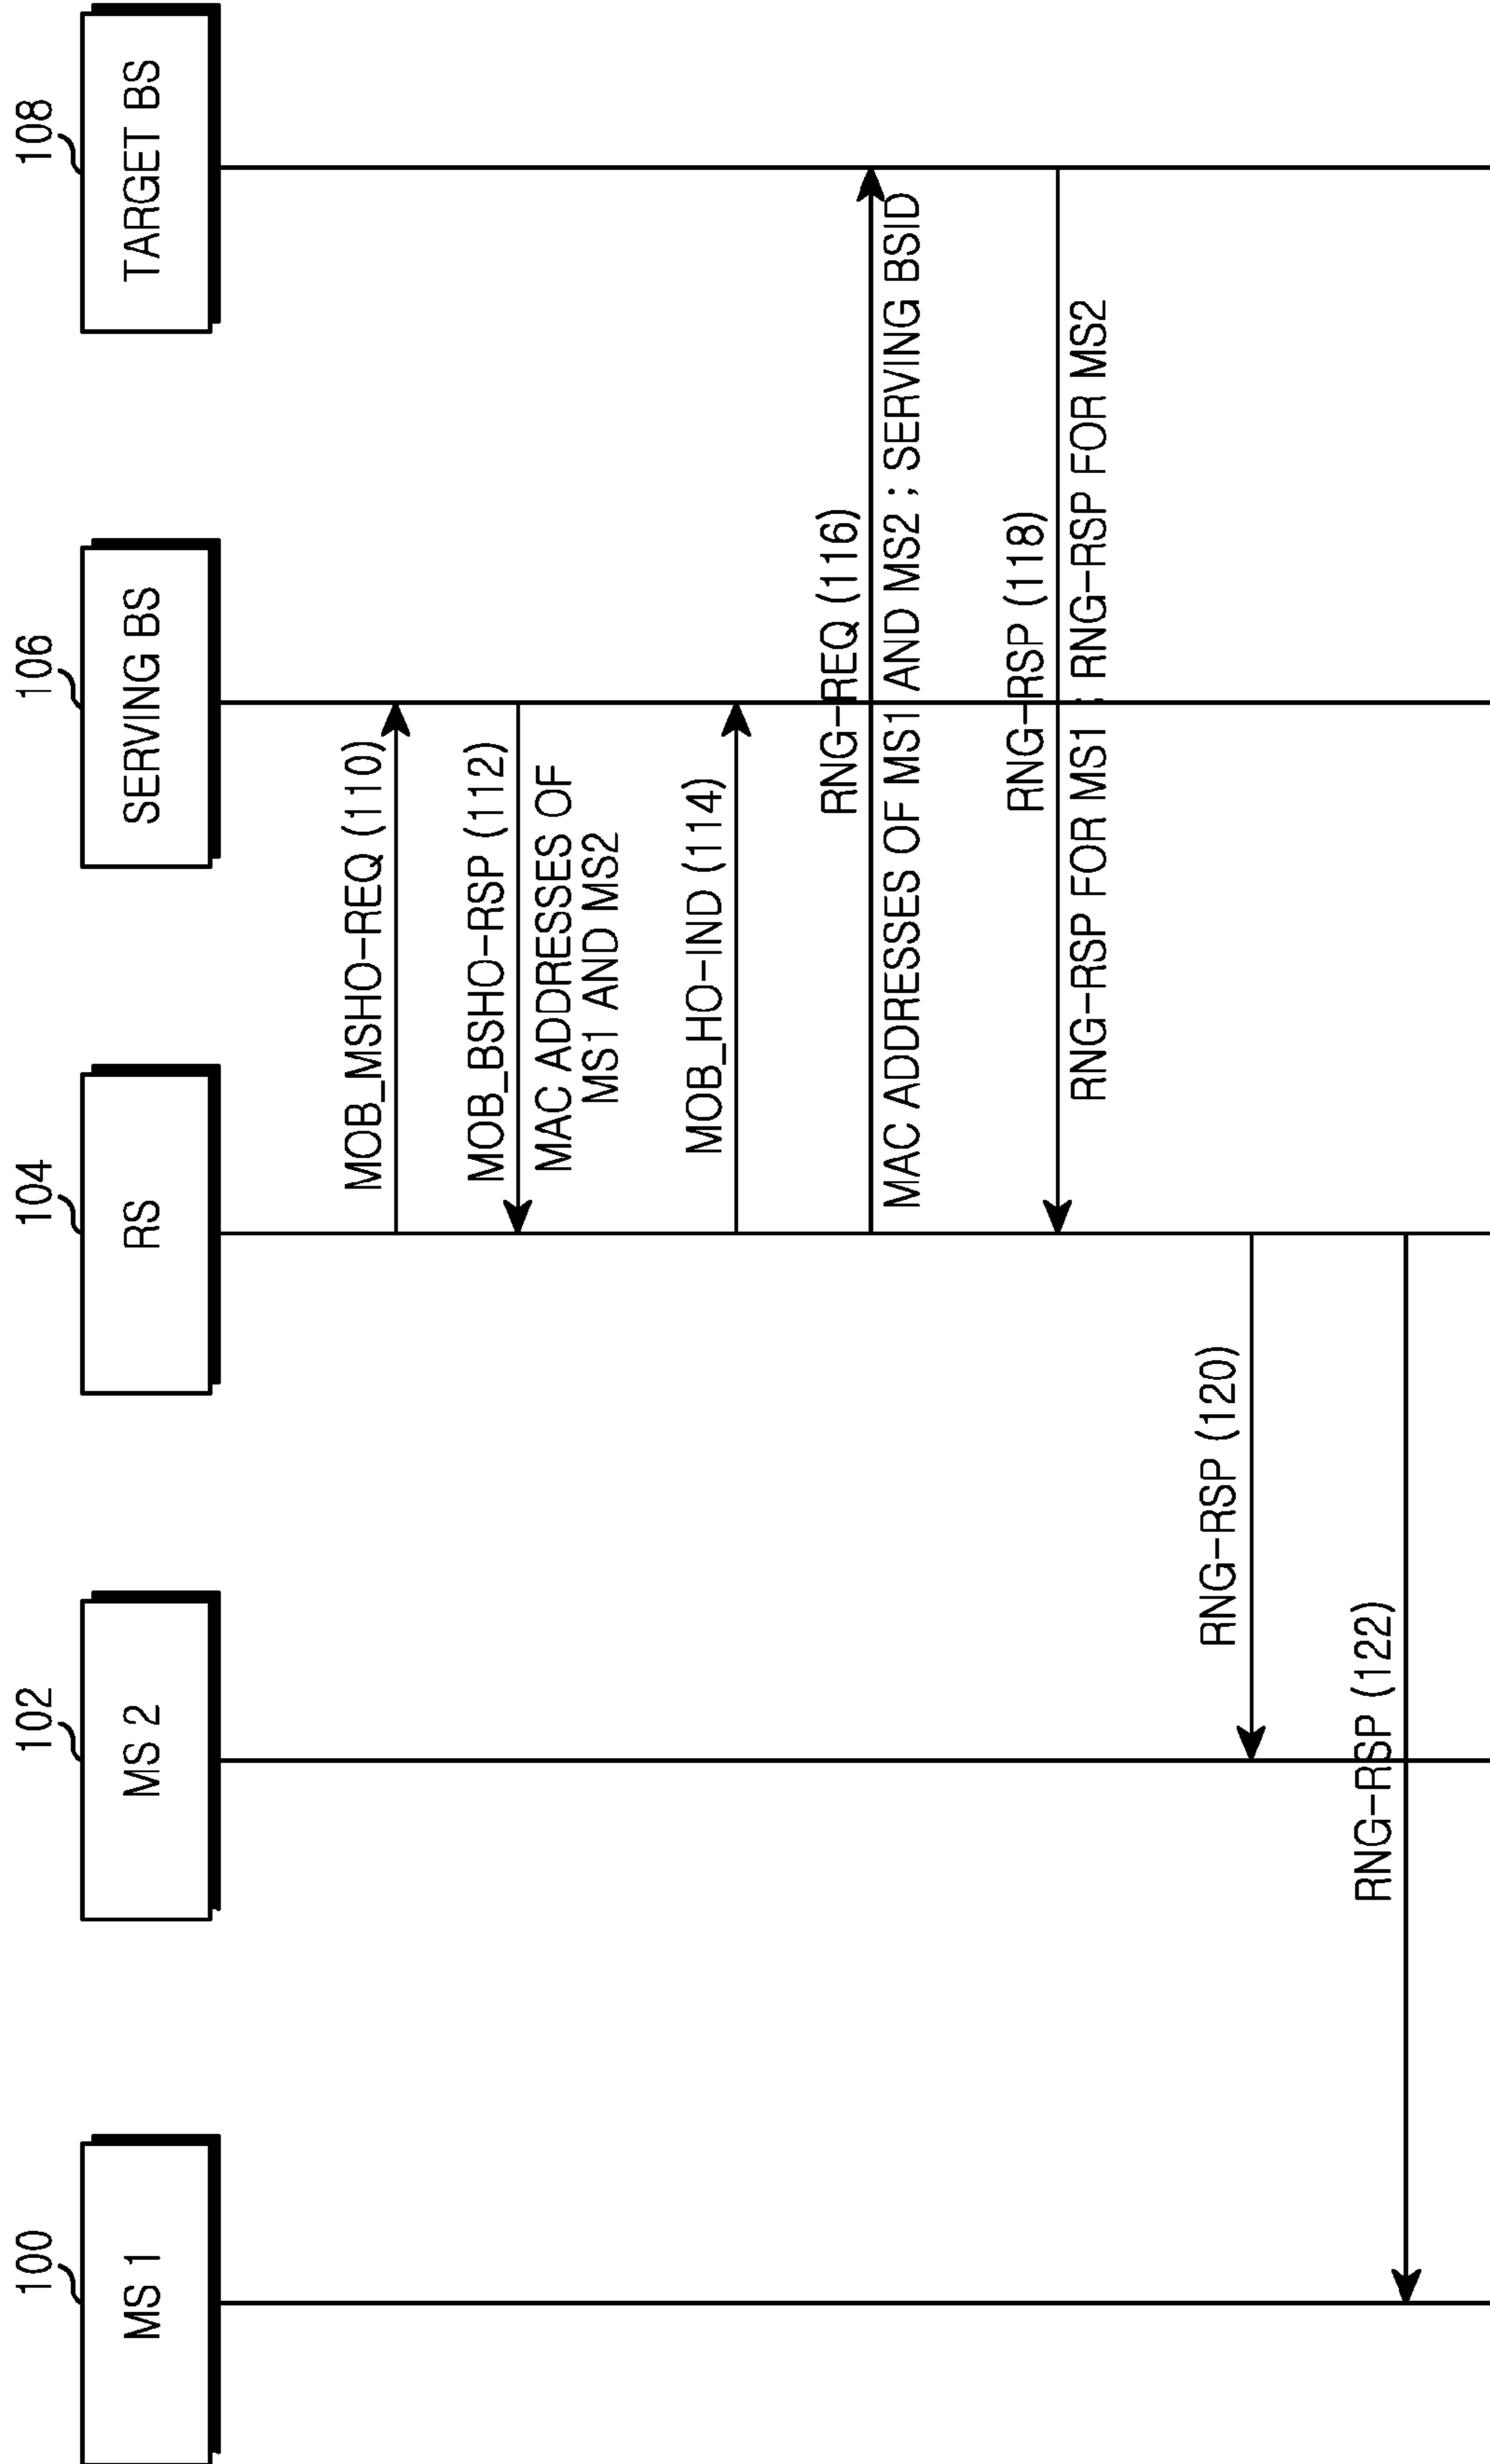 100
102
104
106
108
MS 1
MS 2
RS
SERVING BS
TARGET BS
MOB_MSHO-REQ (110)
MOB_BSHO-RSP (112)
MAC ADDRESSES OF
MS1 AND MS2
MOB_HO-IND (114)
RNG-REQ (116)
MAC ADDRESSES OF MS1 AND MS2 ; SERVING BSID
RNG-RSP (118)
RNG-RSP FOR MS1 ; RNG-RSP FOR MS2
RNG-RSP (120)
RNG-RSP (122)